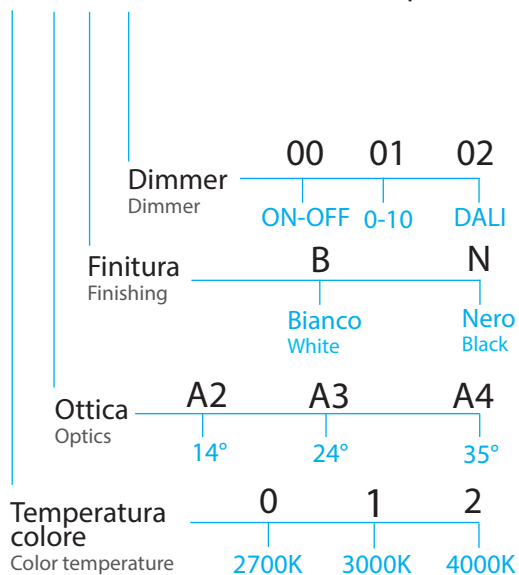 00 01 02
Dimmer
Dimmer
ON-OFF 0-10 DALI
B N
Finitura
Finishing
Bianco Nero
White Black
A2 A3 A4
Ottica
Optics
14° 24° 35°
0 1 2
Temperatura
colore
Color temperature
2700K 3000K 4000K